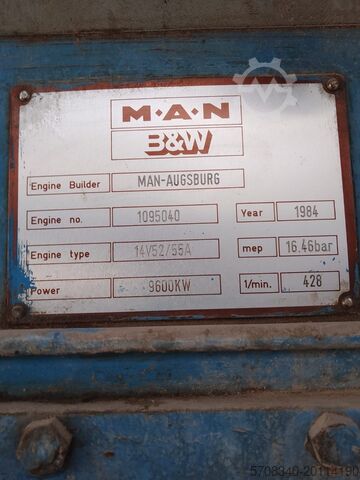 M·A·N
B&W
Engine Builder MAN-AUGSBURG
Engine no. 1095040 Year 1984
Engine type 14V52/55A mep 16.46bar
Power 9600KW 1/min. 428
5708340-20114190